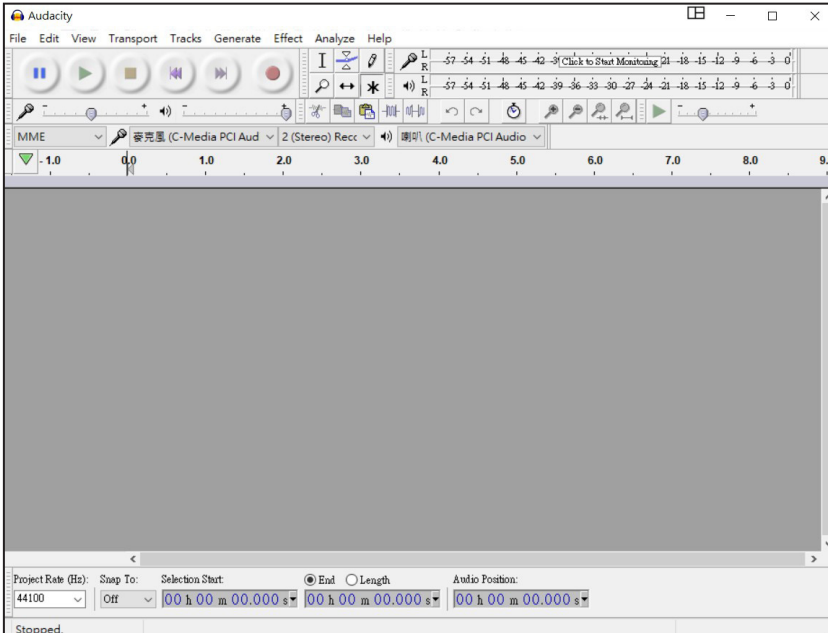 Audacity
File Edit View Transport Tracks Generate Effect Analyze Help
L
R
-57 -54 -51 -48 -45 -42 -3 Click to Start Monitoring 21 -18 -15 -12 -9 -6 -3 0
L
R
-57 -54 -51 -48 -45 -42 -39 -36 -33 -30 -27 -24 -21 -18 -15 -12 -9 -6 -3 0
MME 麥克風 (C-Media PCI Aud 2 (Stereo) Recc 喇叭 (C-Media PCI Audio
- 1.0 0.0 1.0 2.0 3.0 4.0 5.0 6.0 7.0 8.0 9.
Project Rate (Hz): Snap To: Selection Start: End Length Audio Position:
44100 Off 00 h 00 m 00.000 s 00 h 00 m 00.000 s 00 h 00 m 00.000 s
Stopped.